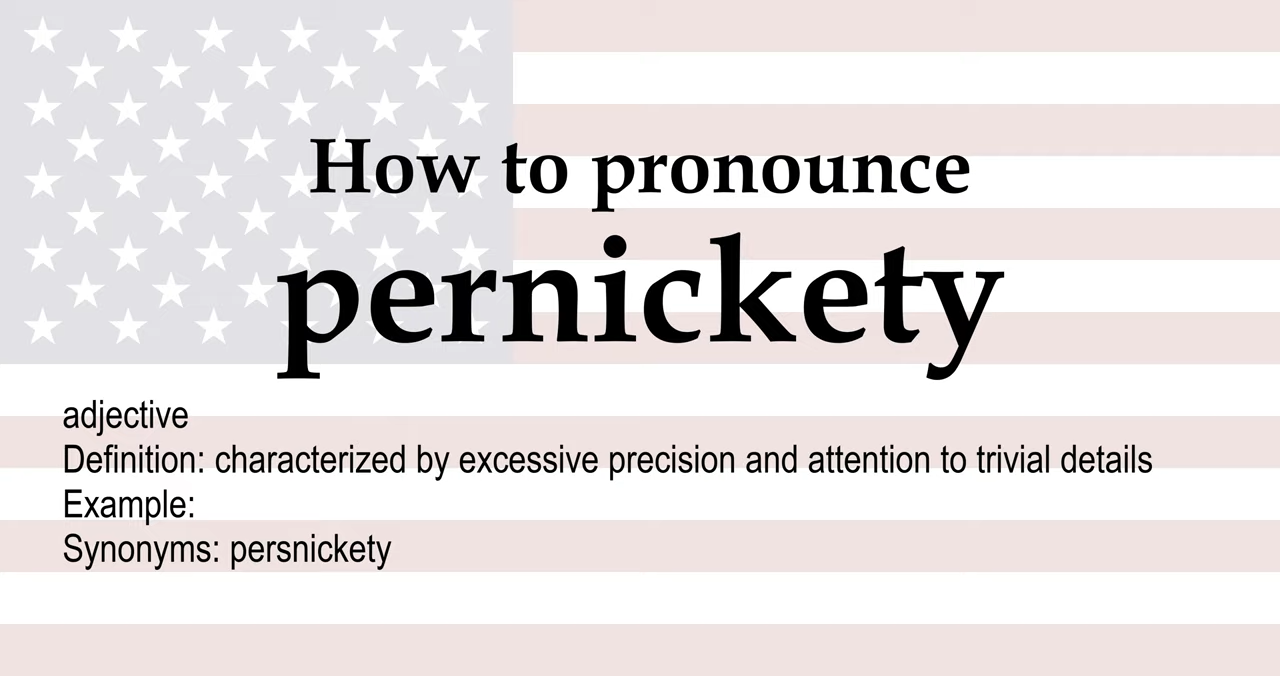 How to pronounce
pernickety
adjective
Definition: characterized by excessive precision and attention to trivial details
Example:
Synonyms: persnickety